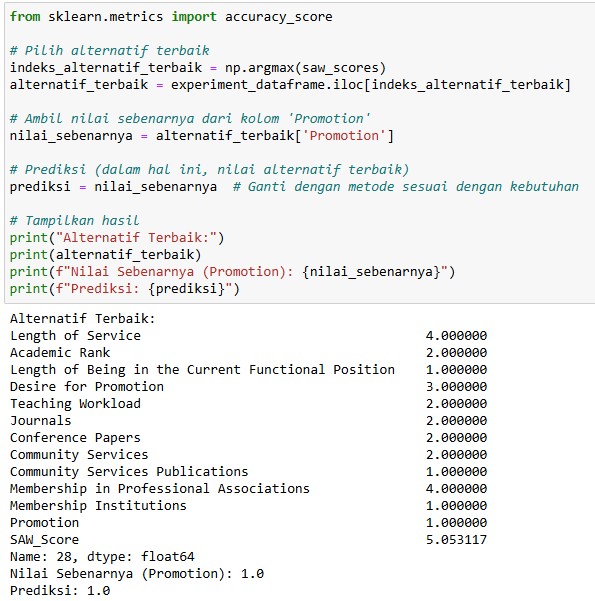 from sklearn.metrics import accuracy_score
# Pilih alternatif terbaik
indeks_alternatif_terbaik = np.argmax(saw_scores)
alternatif_terbaik = experiment_dataframe.iloc[indeks_alternatif_terbaik]
# Ambil nilai sebenarnya dari kolom 'Promotion'
nilai_sebenarnya = alternatif_terbaik['Promotion']
# Prediksi (dalam hal ini, nilai alternatif terbaik)
prediksi = nilai_sebenarnya  # Ganti dengan metode sesuai dengan kebutuhan
# Tampilkan hasil
print("Alternatif Terbaik:")
print(alternatif_terbaik)
print(f"Nilai Sebenarnya (Promotion): {nilai_sebenarnya}")
print(f"Prediksi: {prediksi}")
Alternatif Terbaik:
Length of Service 4.000000
Academic Rank 2.000000
Length of Being in the Current Functional Position 1.000000
Desire for Promotion 3.000000
Teaching Workload 2.000000
Journals 2.000000
Conference Papers 2.000000
Community Services 2.000000
Community Services Publications 1.000000
Membership in Professional Associations 4.000000
Membership Institutions 1.000000
Promotion 1.000000
SAW_Score 5.053117
Name: 28, dtype: float64
Nilai Sebenarnya (Promotion): 1.0
Prediksi: 1.0